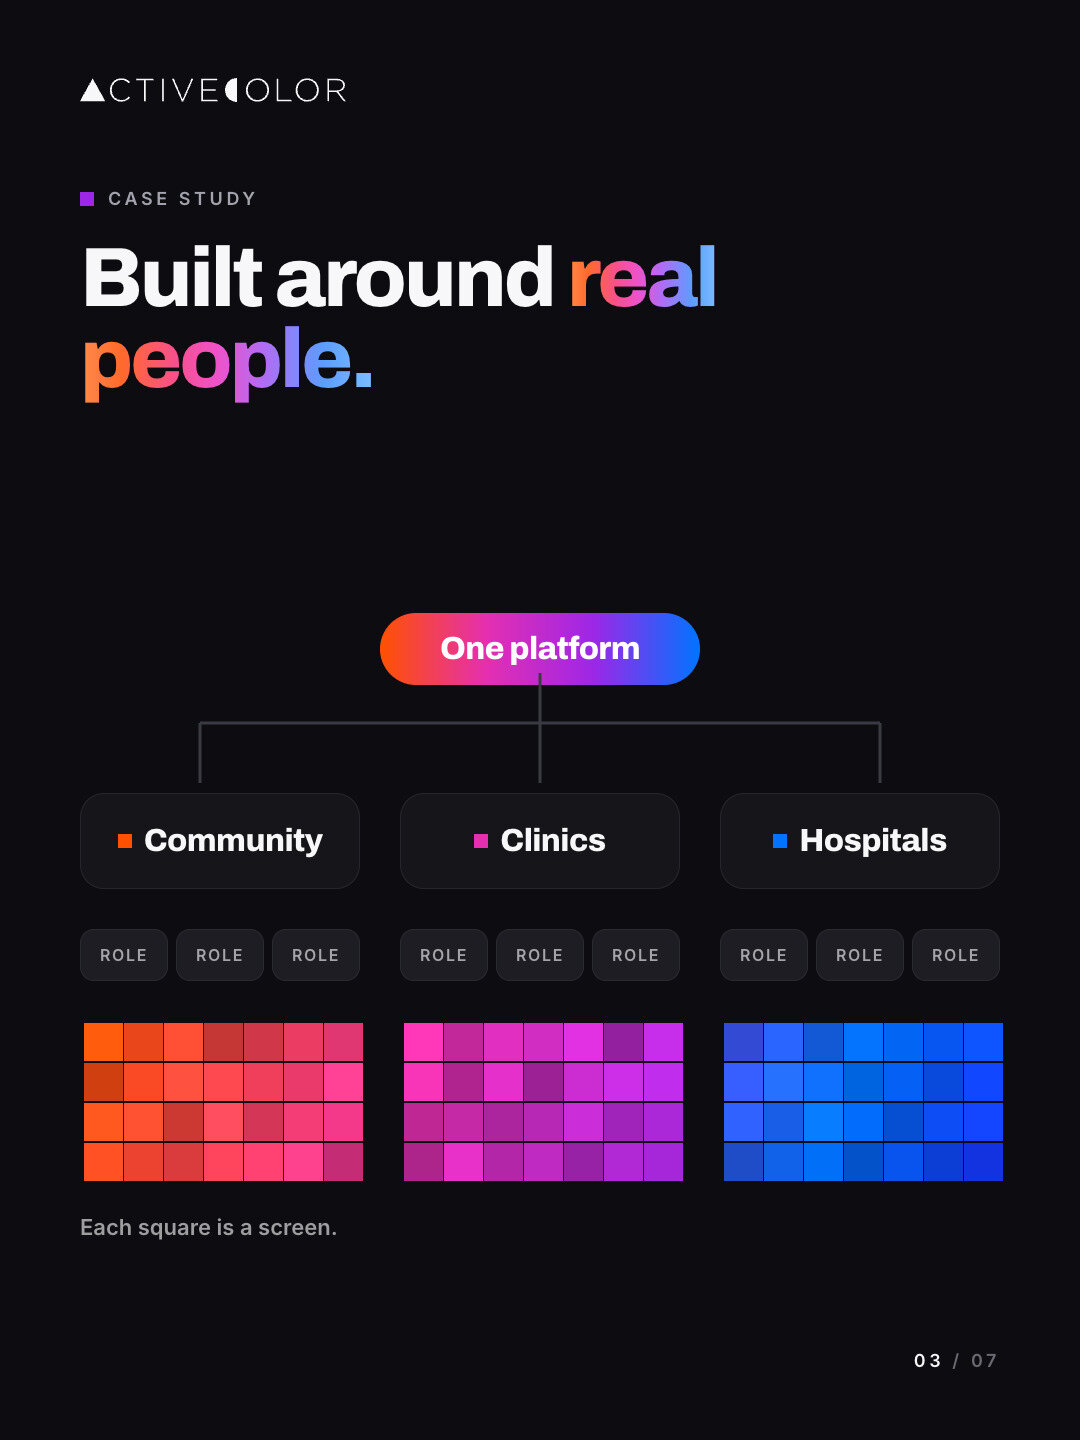 ACTIVECOLOR
CASE STUDY
Built around real
people.
One platform
Community
Clinics
Hospitals
ROLE ROLE ROLE ROLE ROLE ROLE ROLE ROLE ROLE
Each square is a screen.
03 / 07